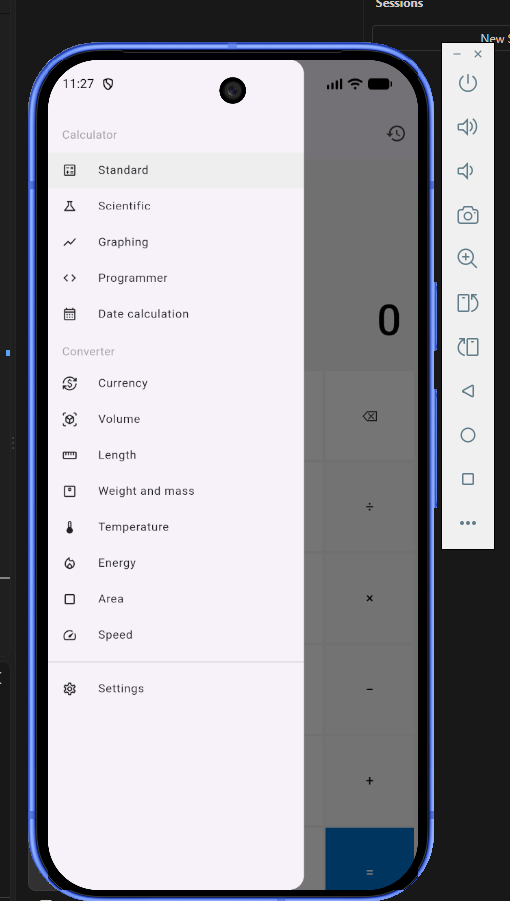 Sessions
New S
11:27
Calculator
Standard
Scientific
Graphing
Programmer
Date calculation
0
Converter
Currency
Volume
Length
Weight and mass
÷
Temperature
Energy
Area
×
Speed
−
Settings
+
=